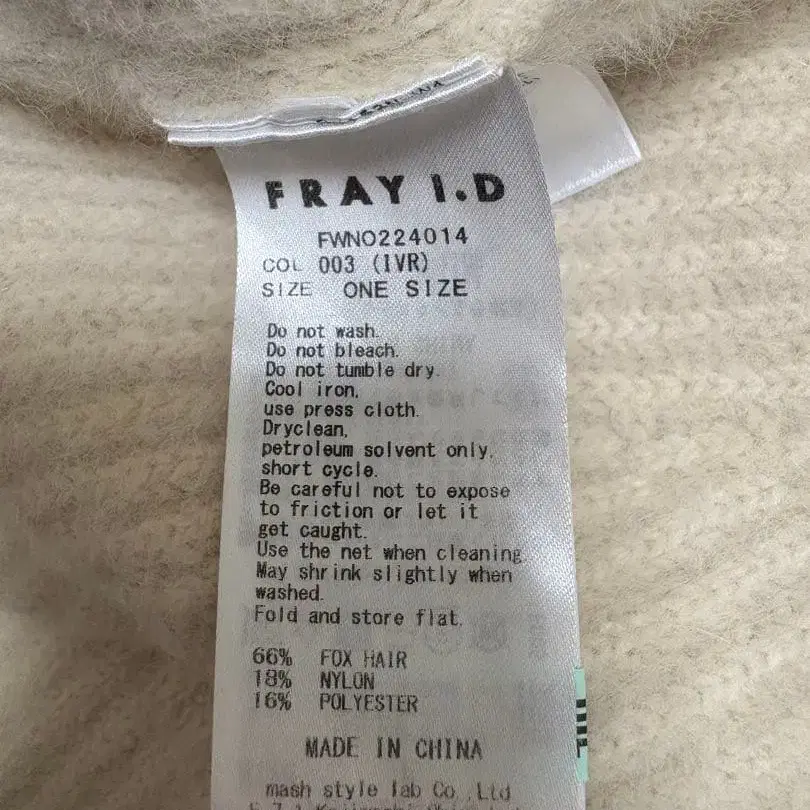 FRAY I.D
FWNO224014
COL 003 (IVR)
SIZE ONE SIZE
Do not wash.
Do not bleach.
Do not tumble dry.
Cool iron,
use press cloth.
Dryclean,
petroleum solvent only,
short cycle.
Be careful not to expose
to friction or let it
get caught.
Use the net when cleaning.
May shrink slightly when
washed.
Fold and store flat.
66% FOX HAIR
18% NYLON
16% POLYESTER
MADE IN CHINA
mash style lab Co.,Ltd